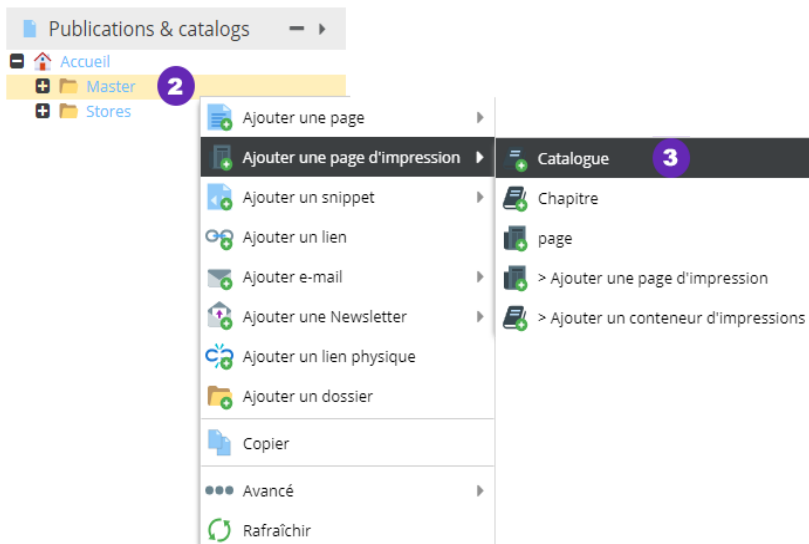 Publications & catalogs
Accueil
Master 2
Stores
Ajouter une page
Ajouter une page d'impression
Ajouter un snippet
Ajouter un lien
Ajouter e-mail
Ajouter une Newsletter
Ajouter un lien physique
Ajouter un dossier
Copier
Avancé
Rafraîchir
Catalogue 3
Chapitre
page
> Ajouter une page d'impression
> Ajouter un conteneur d'impressions